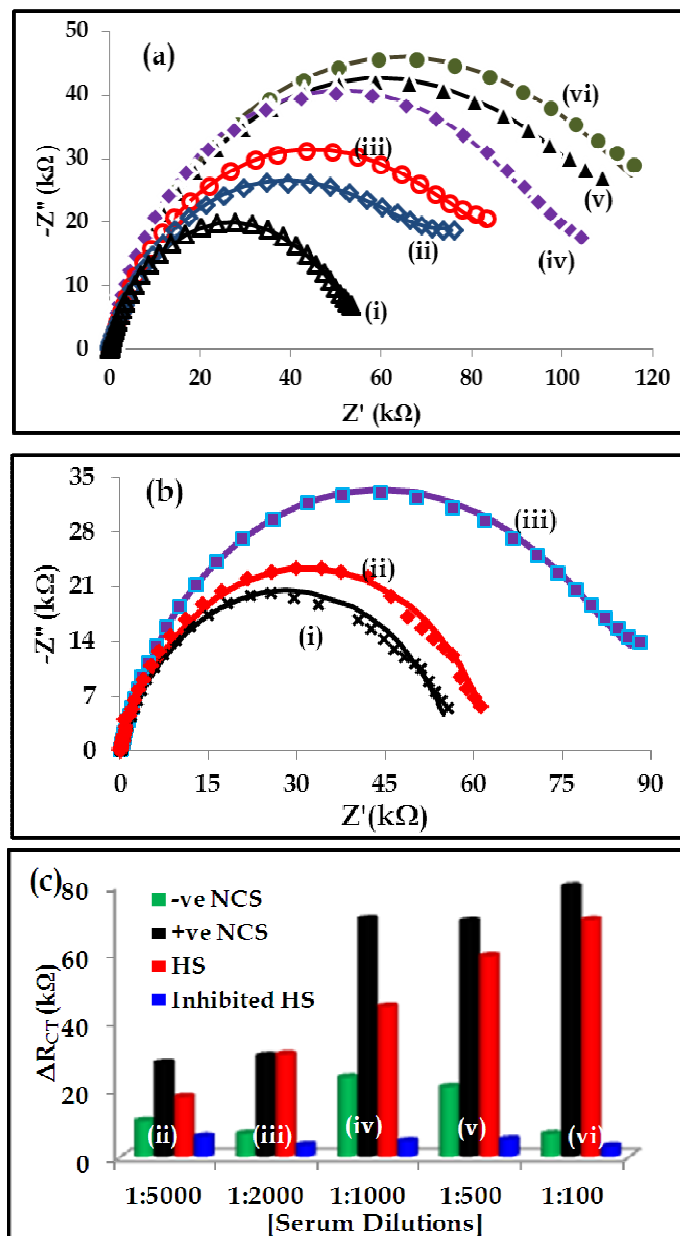 50
(a)
40
(vi)
(iii)
30
(v)
-Z" (kΩ)
20
(ii)
(iv)
10
(i)
0
0 20 40 60 80 100 120
Z' (kΩ)
35
(b)
28
(iii)
(ii)
21
-Z" (kΩ)
(i)
14
7
0
0 15 30 45 60 75 90
Z'(kΩ)
(c)
80
-ve NCS
+ve NCS
60
HS
Inhibited HS
ΔRCT (kΩ)
40
20
(ii) (iii) (iv) (v) (vi)
0
1:5000 1:2000 1:1000 1:500 1:100
[Serum Dilutions]